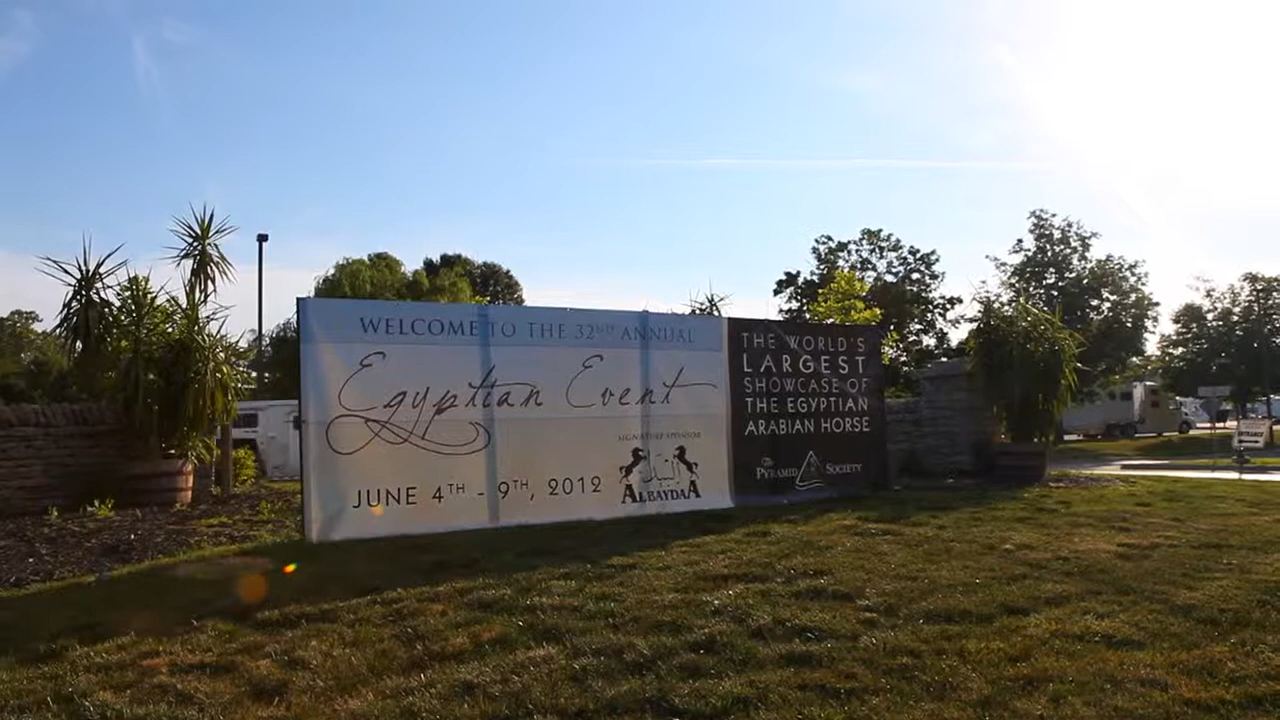 WELCOME TO THE 32ND ANNUAL
Egyptian Event
SIGNATURE SPONSOR
ALBAYDAA
JUNE 4TH - 9TH, 2012
THE WORLD'S
LARGEST
SHOWCASE OF
THE EGYPTIAN
ARABIAN HORSE
The
PYRAMID SOCIETY
ENTRANCE